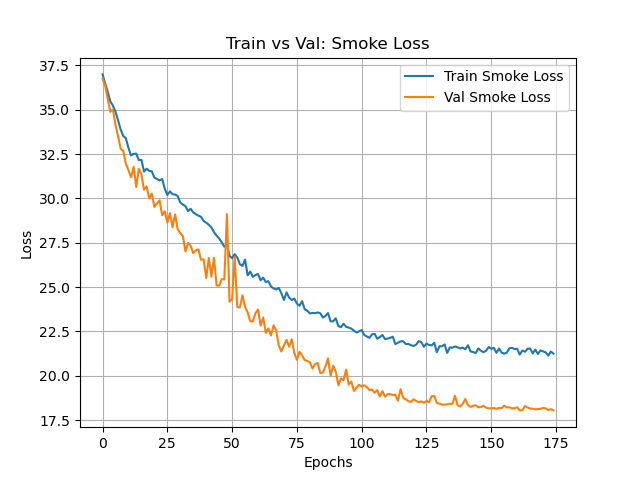 Train vs Val: Smoke Loss
Train Smoke Loss
Val Smoke Loss
37.5
35.0
32.5
30.0
27.5
25.0
22.5
20.0
17.5
Loss
0 25 50 75 100 125 150 175
Epochs